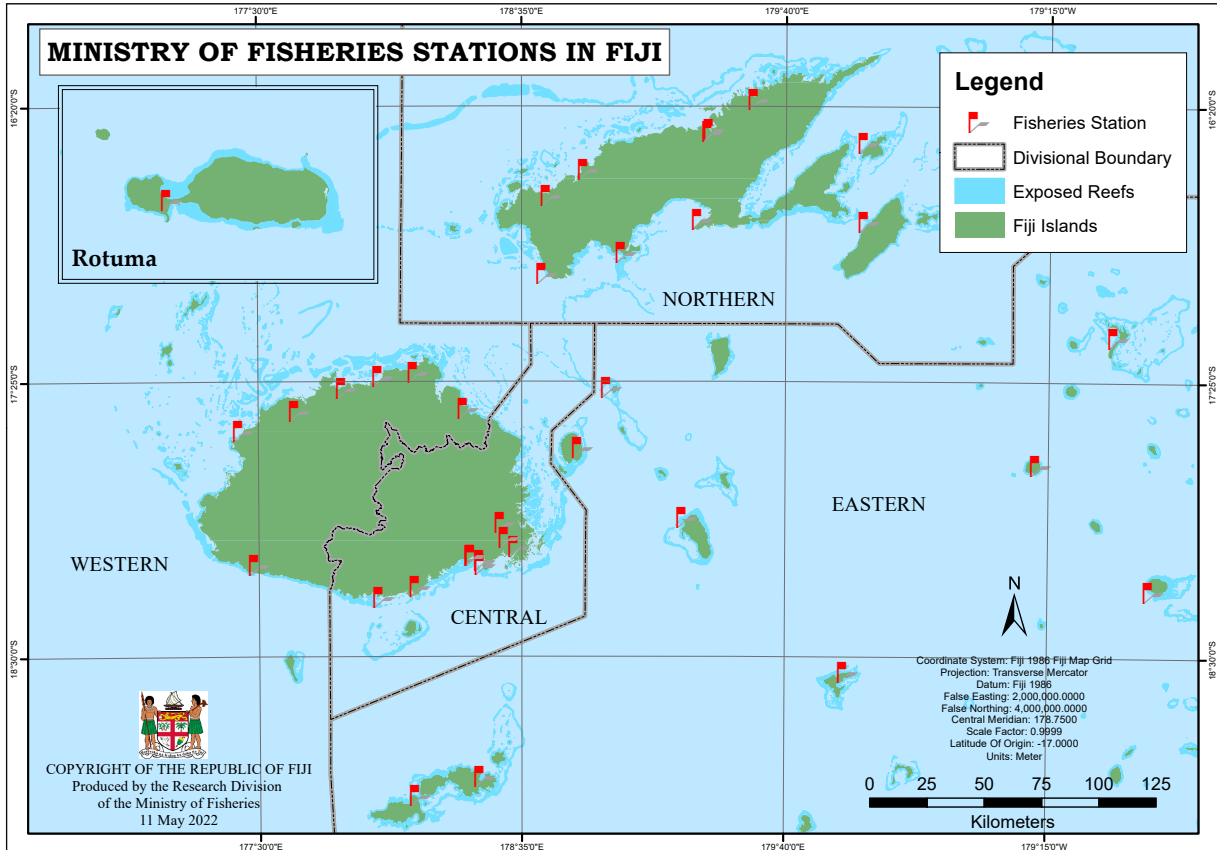 177°30'0"E
178°35'0"E
179°40'0"E
179°15'0"W
MINISTRY OF FISHERIES STATIONS IN FIJI
Legend
Fisheries Station
Divisional Boundary
Exposed Reefs
Fiji Islands
16°20'0"S
16°20'0"S
Rotuma
NORTHERN
17°25'0"S
17°25'0"S
EASTERN
WESTERN
CENTRAL
N
18°30'0"S
18°30'0"S
Coordinate System: Fiji 1986 Fiji Map Grid
Projection: Transverse Mercator
Datum: Fiji 1986
False Easting: 2,000,000.0000
False Northing: 4,000,000.0000
Central Meridian: 178.7500
Scale Factor: 0.9999
Latitude Of Origin: -17.0000
Units: Meter
COPYRIGHT OF THE REPUBLIC OF FIJI
Produced by the Research Division
of the Ministry of Fisheries
11 May 2022
0 25 50 75 100 125
Kilometers
177°30'0"E
178°35'0"E
179°40'0"E
179°15'0"W